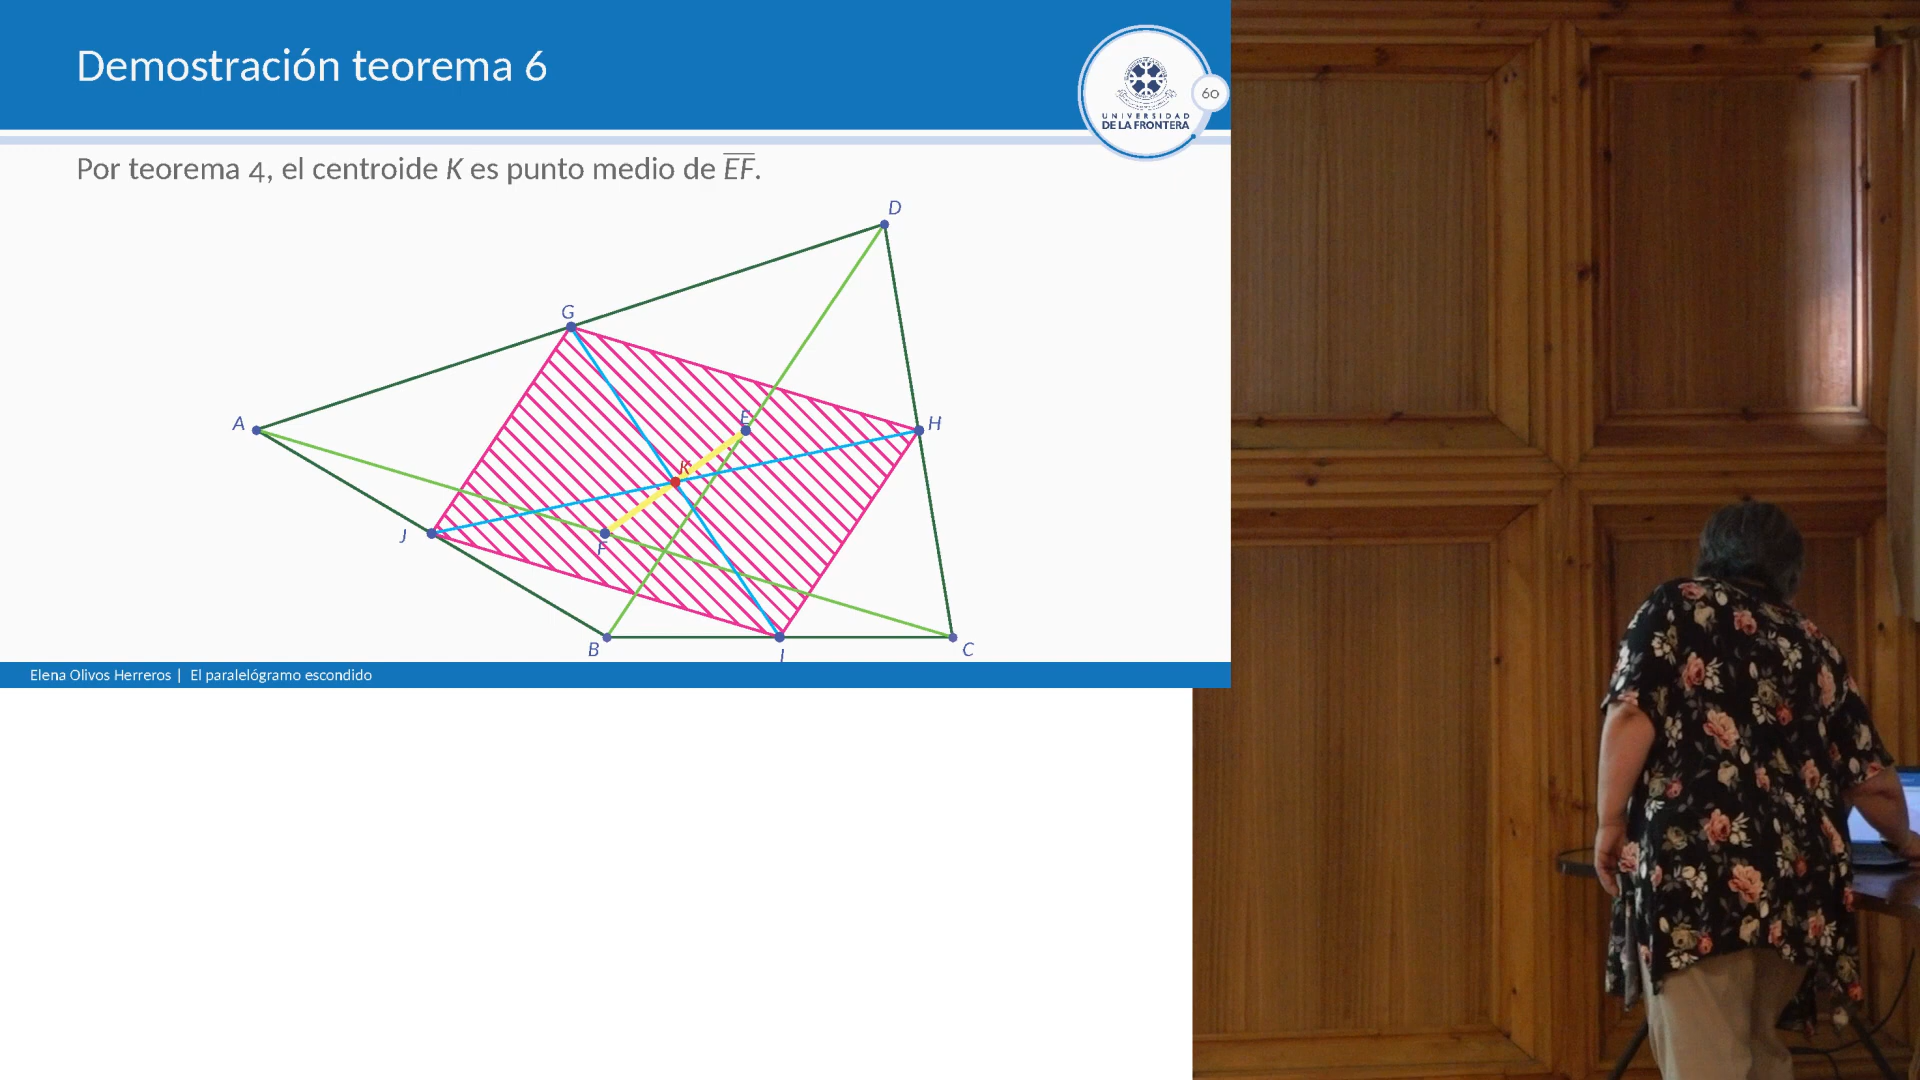 Demostración teorema 6
60
UNIVERSIDAD
DE LA FRONTERA
Por teorema 4, el centroide K es punto medio de EF.
D
G
A
E
H
K
J
F
B
I
C
Elena Olivos Herreros | El paralelógramo escondido